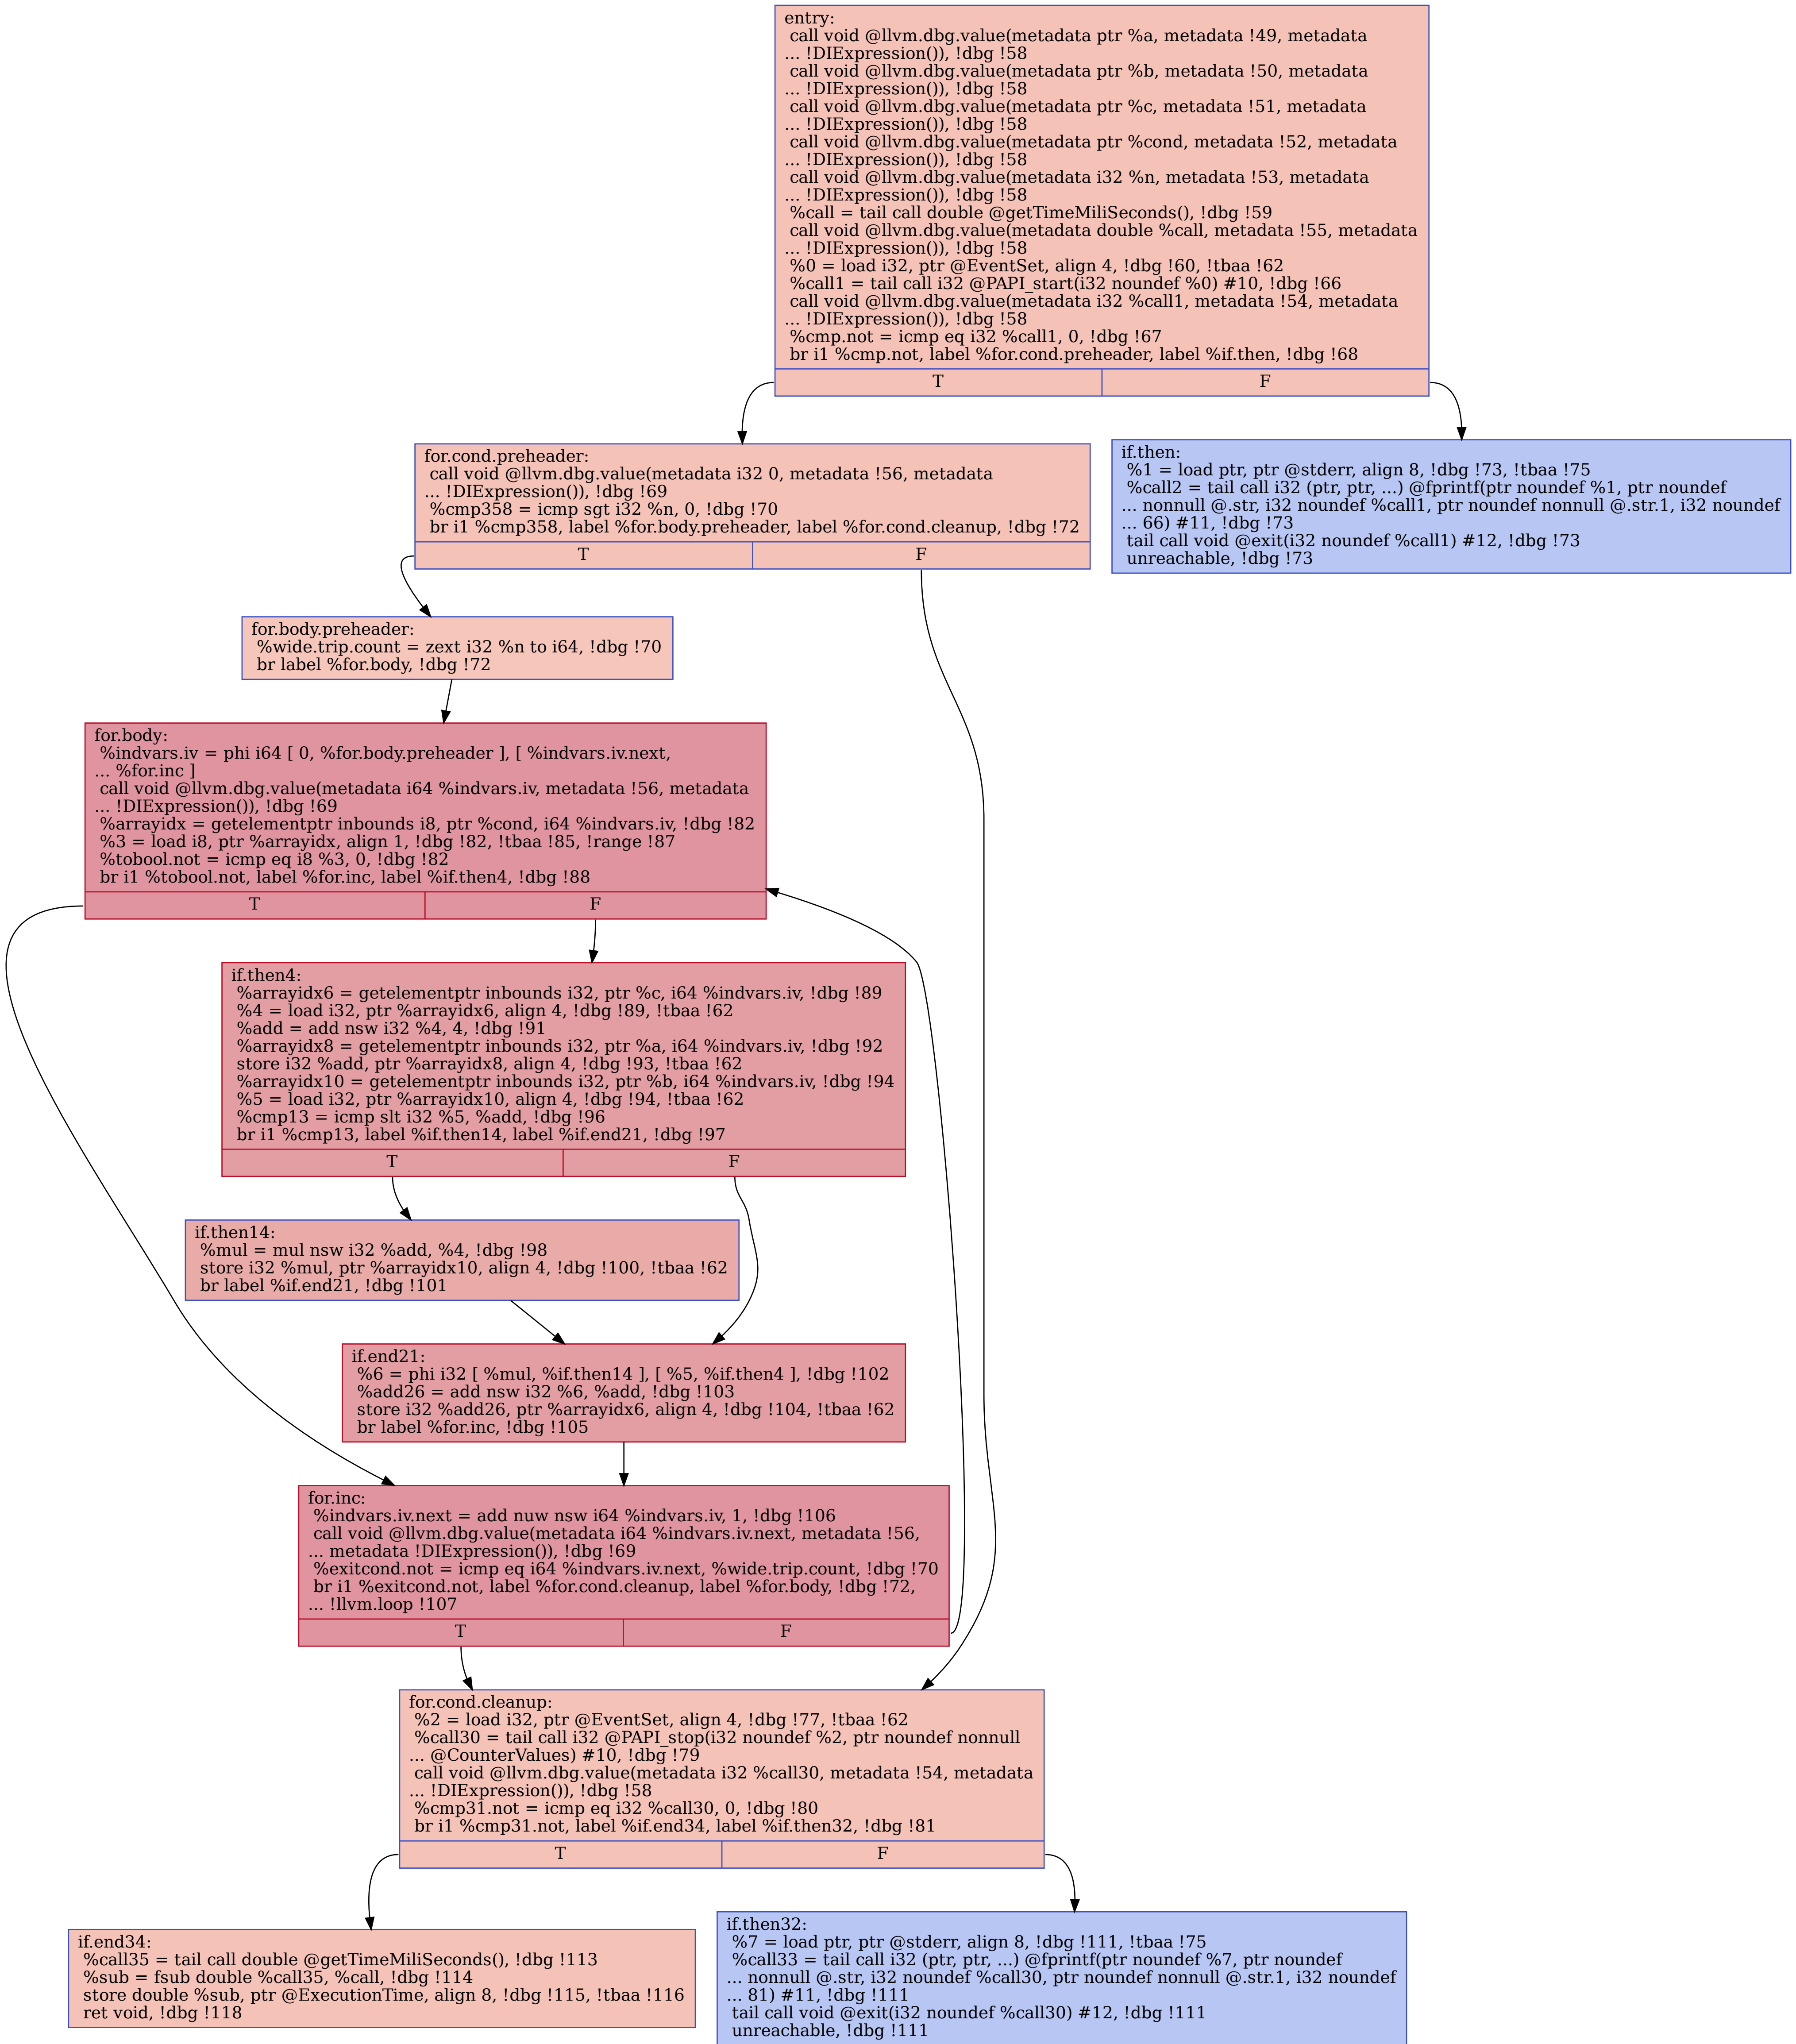 entry:
call void @llvm.dbg.value(metadata ptr %a, metadata !49, metadata
... !DIExpression()), !dbg !58
call void @llvm.dbg.value(metadata ptr %b, metadata !50, metadata
... !DIExpression()), !dbg !58
call void @llvm.dbg.value(metadata ptr %c, metadata !51, metadata
... !DIExpression()), !dbg !58
call void @llvm.dbg.value(metadata ptr %cond, metadata !52, metadata
... !DIExpression()), !dbg !58
call void @llvm.dbg.value(metadata i32 %n, metadata !53, metadata
... !DIExpression()), !dbg !58
%call = tail call double @getTimeMiliSeconds(), !dbg !59
call void @llvm.dbg.value(metadata double %call, metadata !55, metadata
... !DIExpression()), !dbg !58
%0 = load i32, ptr @EventSet, align 4, !dbg !60, !tbaa !62
%call1 = tail call i32 @PAPI_start(i32 noundef %0) #10, !dbg !66
call void @llvm.dbg.value(metadata i32 %call1, metadata !54, metadata
... !DIExpression()), !dbg !58
%cmp.not = icmp eq i32 %call1, 0, !dbg !67
br i1 %cmp.not, label %for.cond.preheader, label %if.then, !dbg !68
T F
for.cond.preheader:
call void @llvm.dbg.value(metadata i32 0, metadata !56, metadata
... !DIExpression()), !dbg !69
%cmp358 = icmp sgt i32 %n, 0, !dbg !70
br i1 %cmp358, label %for.body.preheader, label %for.cond.cleanup, !dbg !72
T F
if.then:
%1 = load ptr, ptr @stderr, align 8, !dbg !73, !tbaa !75
%call2 = tail call i32 (ptr, ptr, ...) @fprintf(ptr noundef %1, ptr noundef
... nonnull @.str, i32 noundef %call1, ptr noundef nonnull @.str.1, i32 noundef
... 66) #11, !dbg !73
tail call void @exit(i32 noundef %call1) #12, !dbg !73
unreachable, !dbg !73
for.body.preheader:
%wide.trip.count = zext i32 %n to i64, !dbg !70
br label %for.body, !dbg !72
for.body:
%indvars.iv = phi i64 [ 0, %for.body.preheader ], [ %indvars.iv.next,
... %for.inc ]
call void @llvm.dbg.value(metadata i64 %indvars.iv, metadata !56, metadata
... !DIExpression()), !dbg !69
%arrayidx = getelementptr inbounds i8, ptr %cond, i64 %indvars.iv, !dbg !82
%3 = load i8, ptr %arrayidx, align 1, !dbg !82, !tbaa !85, !range !87
%tobool.not = icmp eq i8 %3, 0, !dbg !82
br i1 %tobool.not, label %for.inc, label %if.then4, !dbg !88
T F
if.then4:
%arrayidx6 = getelementptr inbounds i32, ptr %c, i64 %indvars.iv, !dbg !89
%4 = load i32, ptr %arrayidx6, align 4, !dbg !89, !tbaa !62
%add = add nsw i32 %4, 4, !dbg !91
%arrayidx8 = getelementptr inbounds i32, ptr %a, i64 %indvars.iv, !dbg !92
store i32 %add, ptr %arrayidx8, align 4, !dbg !93, !tbaa !62
%arrayidx10 = getelementptr inbounds i32, ptr %b, i64 %indvars.iv, !dbg !94
%5 = load i32, ptr %arrayidx10, align 4, !dbg !94, !tbaa !62
%cmp13 = icmp slt i32 %5, %add, !dbg !96
br i1 %cmp13, label %if.then14, label %if.end21, !dbg !97
T F
if.then14:
%mul = mul nsw i32 %add, %4, !dbg !98
store i32 %mul, ptr %arrayidx10, align 4, !dbg !100, !tbaa !62
br label %if.end21, !dbg !101
if.end21:
%6 = phi i32 [ %mul, %if.then14 ], [ %5, %if.then4 ], !dbg !102
%add26 = add nsw i32 %6, %add, !dbg !103
store i32 %add26, ptr %arrayidx6, align 4, !dbg !104, !tbaa !62
br label %for.inc, !dbg !105
for.inc:
%indvars.iv.next = add nuw nsw i64 %indvars.iv, 1, !dbg !106
call void @llvm.dbg.value(metadata i64 %indvars.iv.next, metadata !56,
... metadata !DIExpression()), !dbg !69
%exitcond.not = icmp eq i64 %indvars.iv.next, %wide.trip.count, !dbg !70
br i1 %exitcond.not, label %for.cond.cleanup, label %for.body, !dbg !72,
... !llvm.loop !107
T F
for.cond.cleanup:
%2 = load i32, ptr @EventSet, align 4, !dbg !77, !tbaa !62
%call30 = tail call i32 @PAPI_stop(i32 noundef %2, ptr noundef nonnull
... @CounterValues) #10, !dbg !79
call void @llvm.dbg.value(metadata i32 %call30, metadata !54, metadata
... !DIExpression()), !dbg !58
%cmp31.not = icmp eq i32 %call30, 0, !dbg !80
br i1 %cmp31.not, label %if.end34, label %if.then32, !dbg !81
T F
if.end34:
%call35 = tail call double @getTimeMiliSeconds(), !dbg !113
%sub = fsub double %call35, %call, !dbg !114
store double %sub, ptr @ExecutionTime, align 8, !dbg !115, !tbaa !116
ret void, !dbg !118
if.then32:
%7 = load ptr, ptr @stderr, align 8, !dbg !111, !tbaa !75
%call33 = tail call i32 (ptr, ptr, ...) @fprintf(ptr noundef %7, ptr noundef
... nonnull @.str, i32 noundef %call30, ptr noundef nonnull @.str.1, i32 noundef
... 81) #11, !dbg !111
tail call void @exit(i32 noundef %call30) #12, !dbg !111
unreachable, !dbg !111